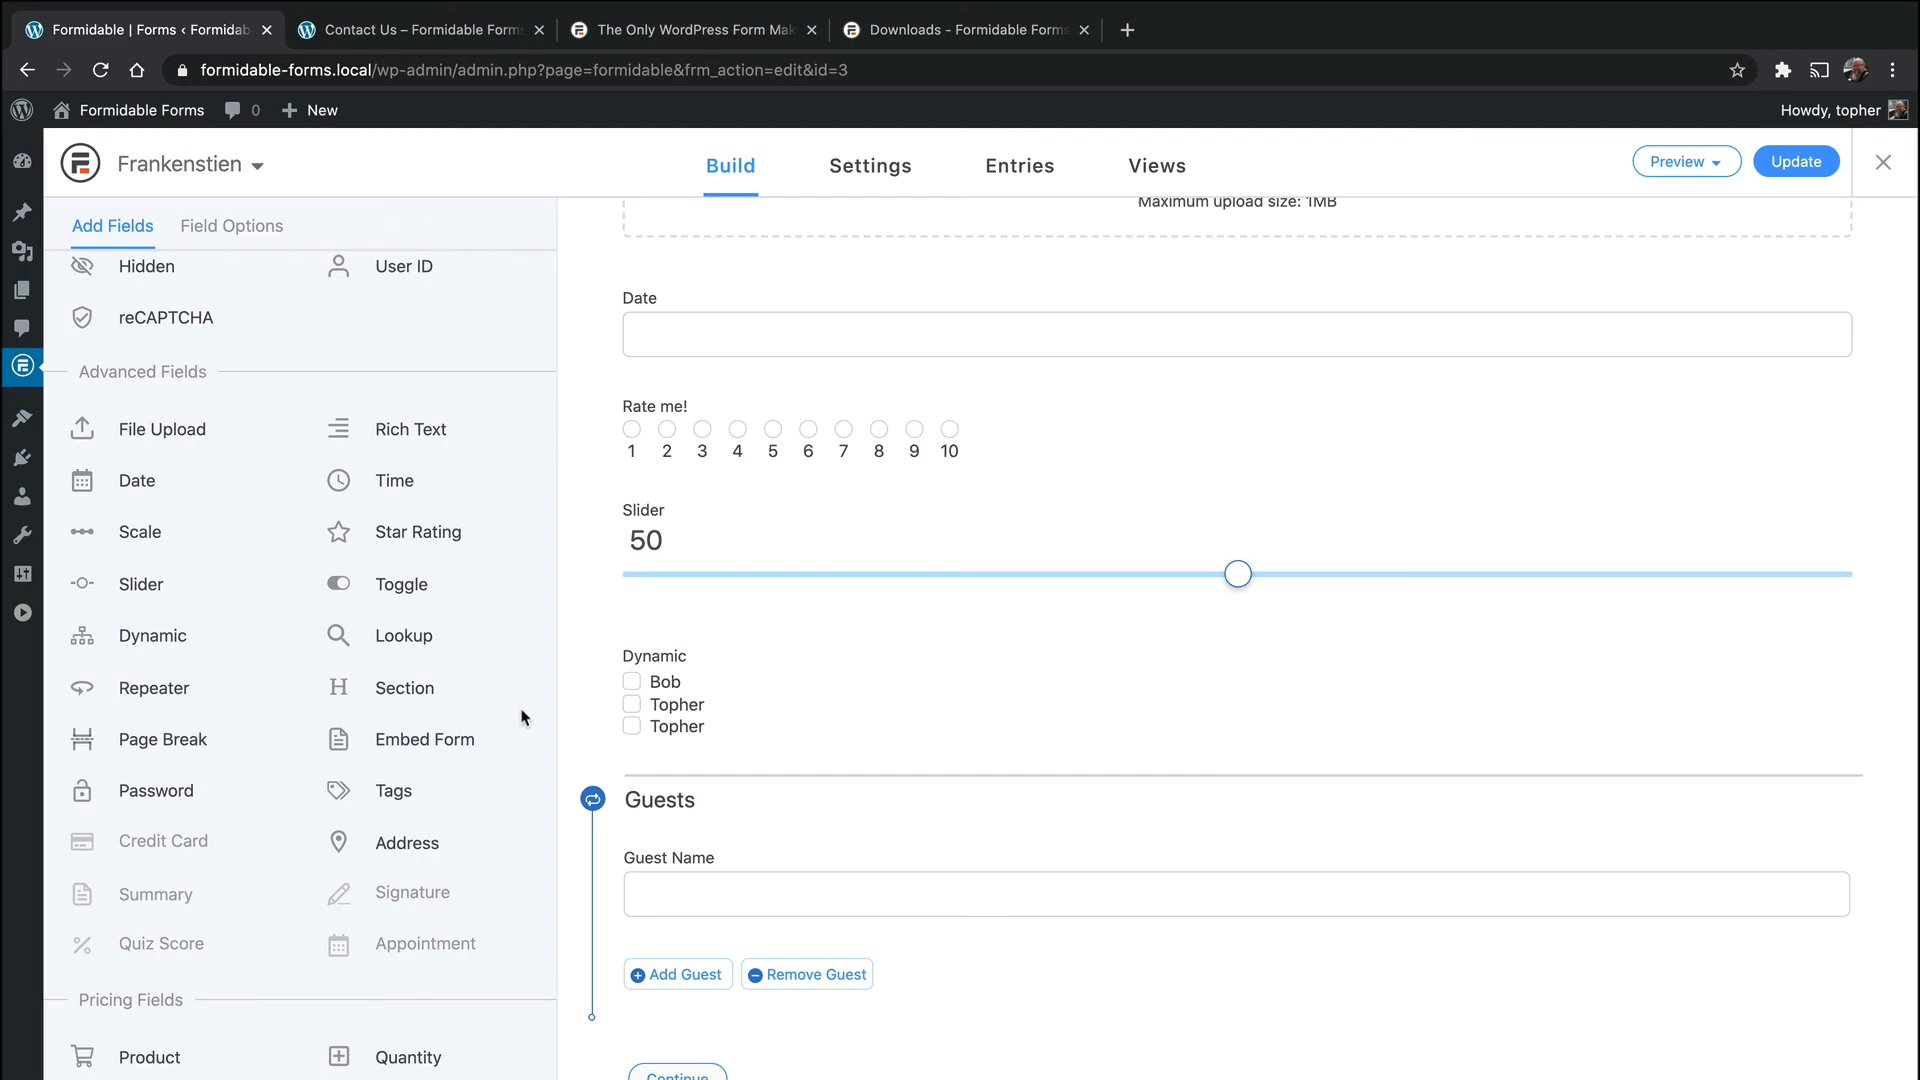 Formidable | Forms ‹ Formidab
Contact Us – Formidable Forms
The Only WordPress Form Mak
Downloads - Formidable Forms
formidable-forms.local/wp-admin/admin.php?page=formidable&frm_action=edit&id=3
Formidable Forms
0
New
Howdy, topher
Frankenstien
Build
Settings
Entries
Views
Preview
Update
Add Fields
Field Options
Hidden
User ID
reCAPTCHA
Advanced Fields
File Upload
Rich Text
Date
Time
Scale
Star Rating
Slider
Toggle
Dynamic
Lookup
Repeater
Section
Page Break
Embed Form
Password
Tags
Credit Card
Address
Summary
Signature
Quiz Score
Appointment
Pricing Fields
Product
Quantity
Maximum upload size: 1MB
Date
Rate me!
1 2 3 4 5 6 7 8 9 10
Slider
50
Dynamic
Bob
Topher
Topher
Guests
Guest Name
Add Guest
Remove Guest
Continue